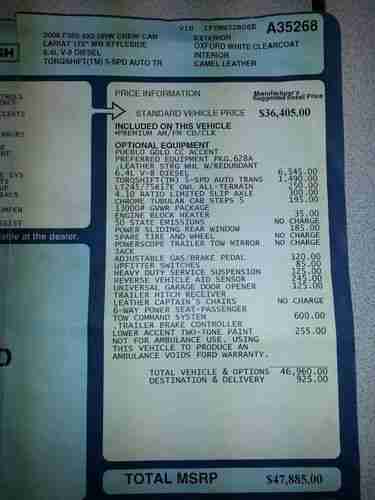 VIN 1FTWW32R08E
A35268
2008 F350 4X2 SRW CREW CAB
LARIAT 172" WB STYLESIDE
6.4L V-8 DIESEL
TORQSHIFT(TM) 5-SPD AUTO TR
EXTERIOR
OXFORD WHITE CLEARCOAT
INTERIOR
CAMEL LEATHER
PRICE INFORMATION
Manufacturer's
Suggested Retail Price
STANDARD VEHICLE PRICE $36,405.00
INCLUDED ON THIS VEHICLE
•PREMIUM AM/FM CD/CLK
OPTIONAL EQUIPMENT
PUEBLO GOLD CC ACCENT
PREFERRED EQUIPMENT PKG.628A
.LEATHER STRG WHL W/REDUNDANT
6.4L V-8 DIESEL 6,545.00
TORQSHIFT(TM) 5-SPD AUTO TRANS 1,490.00
OWL ALL-TERRAIN
4.10 RATIO LIMITED SLIP AXLE 300.00
CHROME TUBULAR CAB STEPS 195.00
GVWR PACKAGE
ENGINE BLOCK HEATER 35.00
50 STATE EMISSIONS NO CHARGE
POWER SLIDING REAR WINDOW 185.00
SPARE TIRE AND WHEEL NO CHARGE
POWERSCOPE TRAILER TOW MIRROR NO CHARGE
JACK
ADJUSTABLE GAS/BRAKE PEDAL 120.00
UPFITTER SWITCHES 85.00
HEAVY DUTY SERVICE SUSPENSION 125.00
REVERSE VEHICLE AID SENSOR 245.00
UNIVERSAL GARAGE DOOR OPENER 125.00
TRAILER HITCH RECEIVER
LEATHER CAPTAIN'S CHAIRS NO CHARGE
6-WAY POWER SEAT-PASSENGER
TOW COMMAND SYSTEM 600.00
.TRAILER BRAKE CONTROLLER
LOWER ACCENT TWO-TONE PAINT 255.00
NOT FOR AMBULANCE USE. USING
THIS VEHICLE TO PRODUCE AN
AMBULANCE VOIDS FORD WARRANTY.
TOTAL VEHICLE & OPTIONS 46,960.00
DESTINATION & DELIVERY 925.00
at the dealer.
TOTAL MSRP $47,885.00